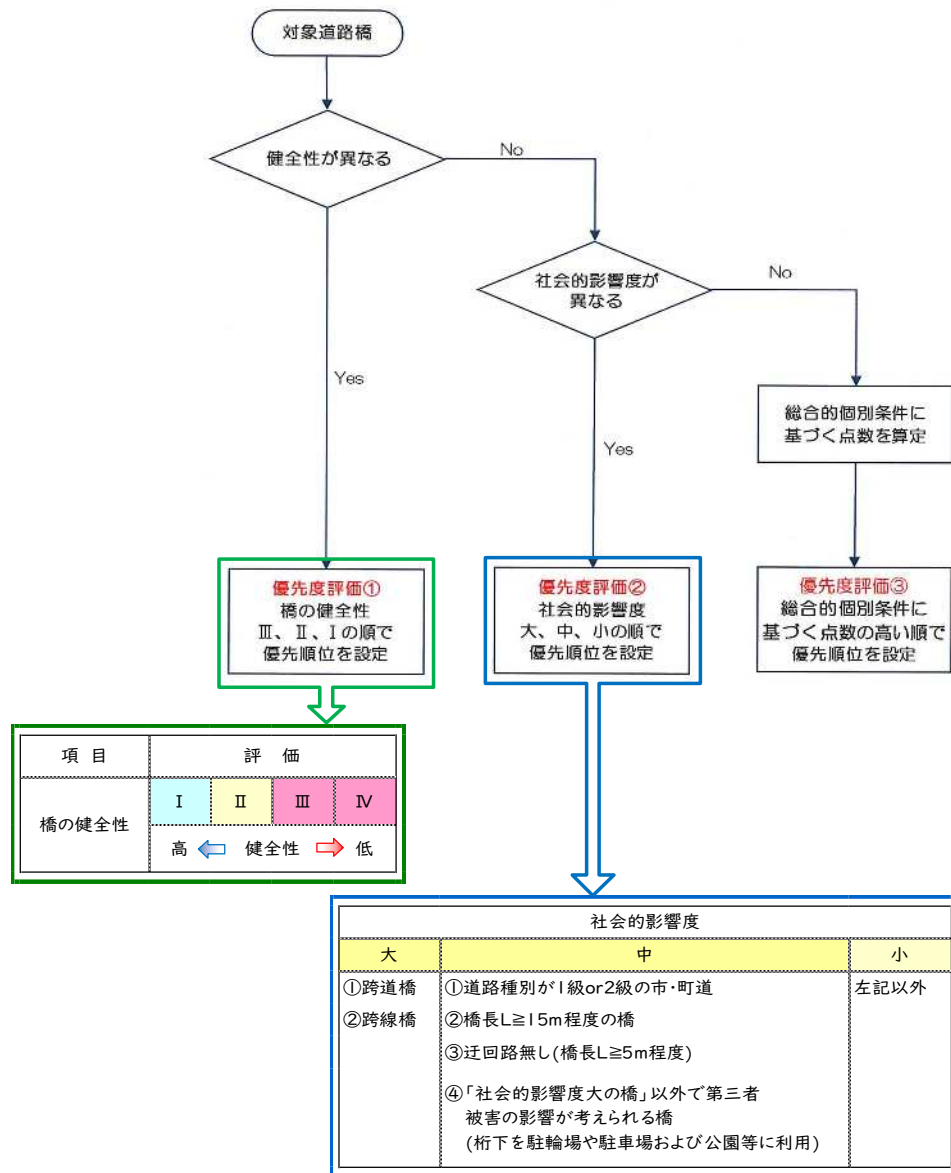 対象道路橋
健全性が異なる
No
社会的影響度が
異なる
No
Yes
総合的個別条件に
基づく点数を算定
Yes
優先度評価①
橋の健全性
Ⅲ、Ⅱ、Ⅰの順で
優先順位を設定
優先度評価②
社会的影響度
大、中、小の順で
優先順位を設定
優先度評価③
総合的個別条件に
基づく点数の高い順で
優先順位を設定
項 目 評 価
橋の健全性 Ⅰ Ⅱ Ⅲ Ⅳ
高 健全性 低
社会的影響度
大 中 小
①跨道橋 ①道路種別が1級or2級の市・町道 左記以外
②跨線橋 ②橋長L≧15m程度の橋
③迂回路無し(橋長L≧5m程度)
④「社会的影響度大の橋」以外で第三者
被害の影響が考えられる橋
(桁下を駐輪場や駐車場および公園等に利用)